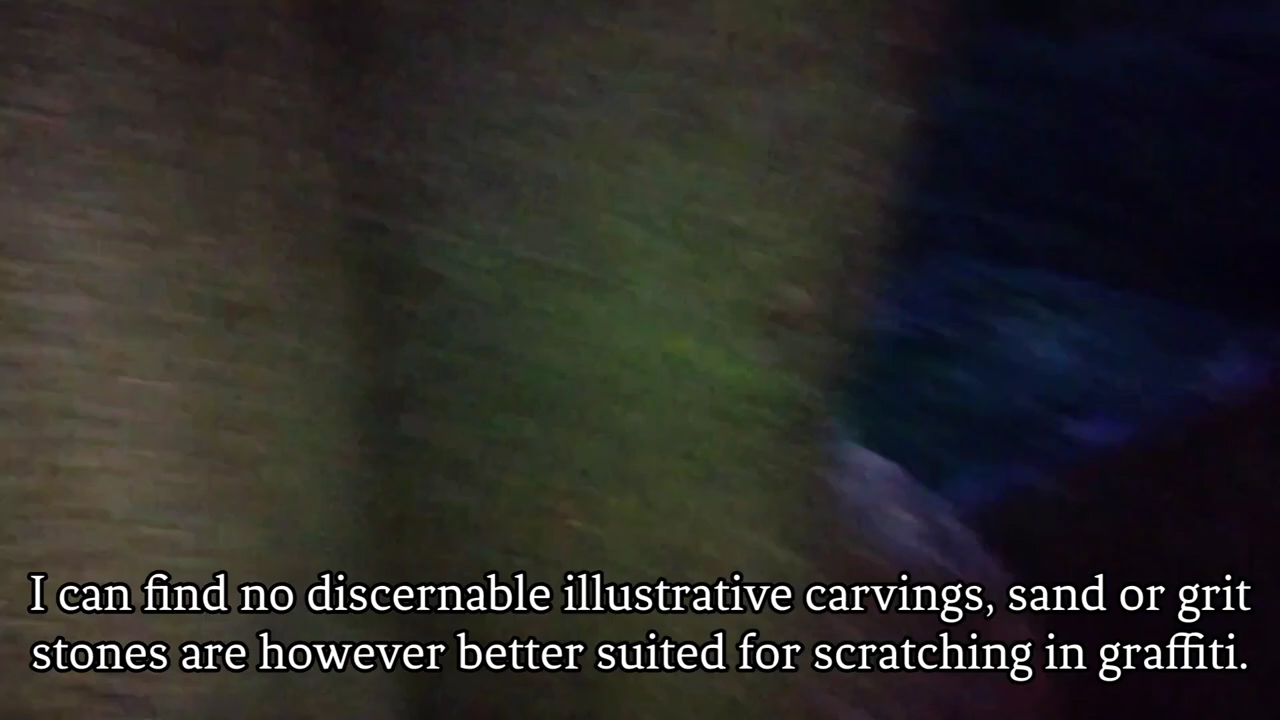 I can find no discernable illustrative carvings, sand or grit
stones are however better suited for scratching in graffiti.